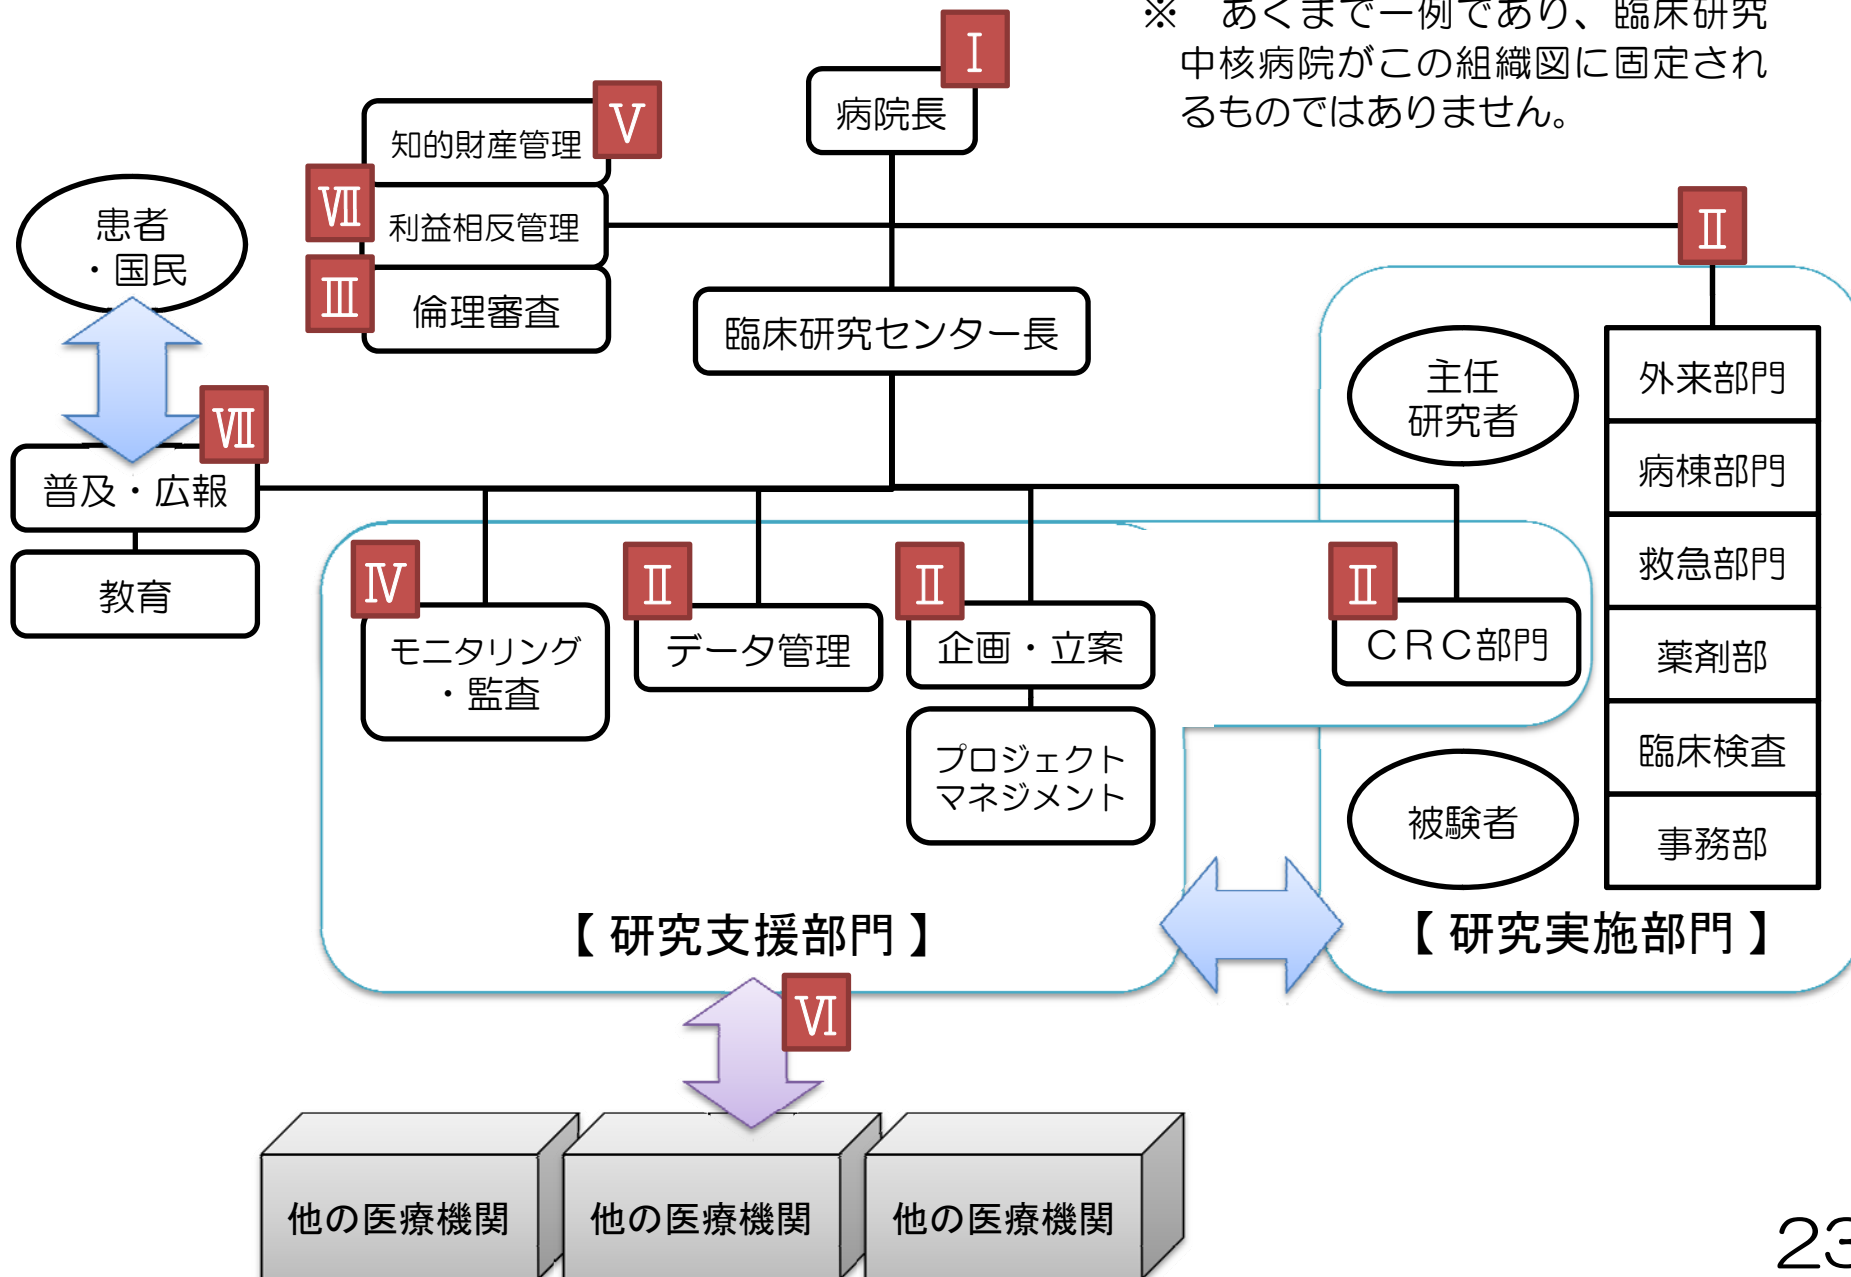 ※　あくまで一例であり、臨床研究
中核病院がこの組織図に固定され
るものではありません。
Ⅰ
病院長
Ⅴ
知的財産管理
Ⅶ
利益相反管理
Ⅲ
倫理審査
Ⅱ
患者
・国民
臨床研究センター長
Ⅶ
普及・広報
教育
主任
研究者
外来部門
病棟部門
救急部門
薬剤部
臨床検査
事務部
Ⅳ
モニタリング
・監査
Ⅱ
データ管理
Ⅱ
企画・立案
プロジェクト
マネジメント
Ⅱ
ＣＲＣ部門
被験者
【 研究支援部門 】
【 研究実施部門 】
Ⅵ
他の医療機関
他の医療機関
他の医療機関
23